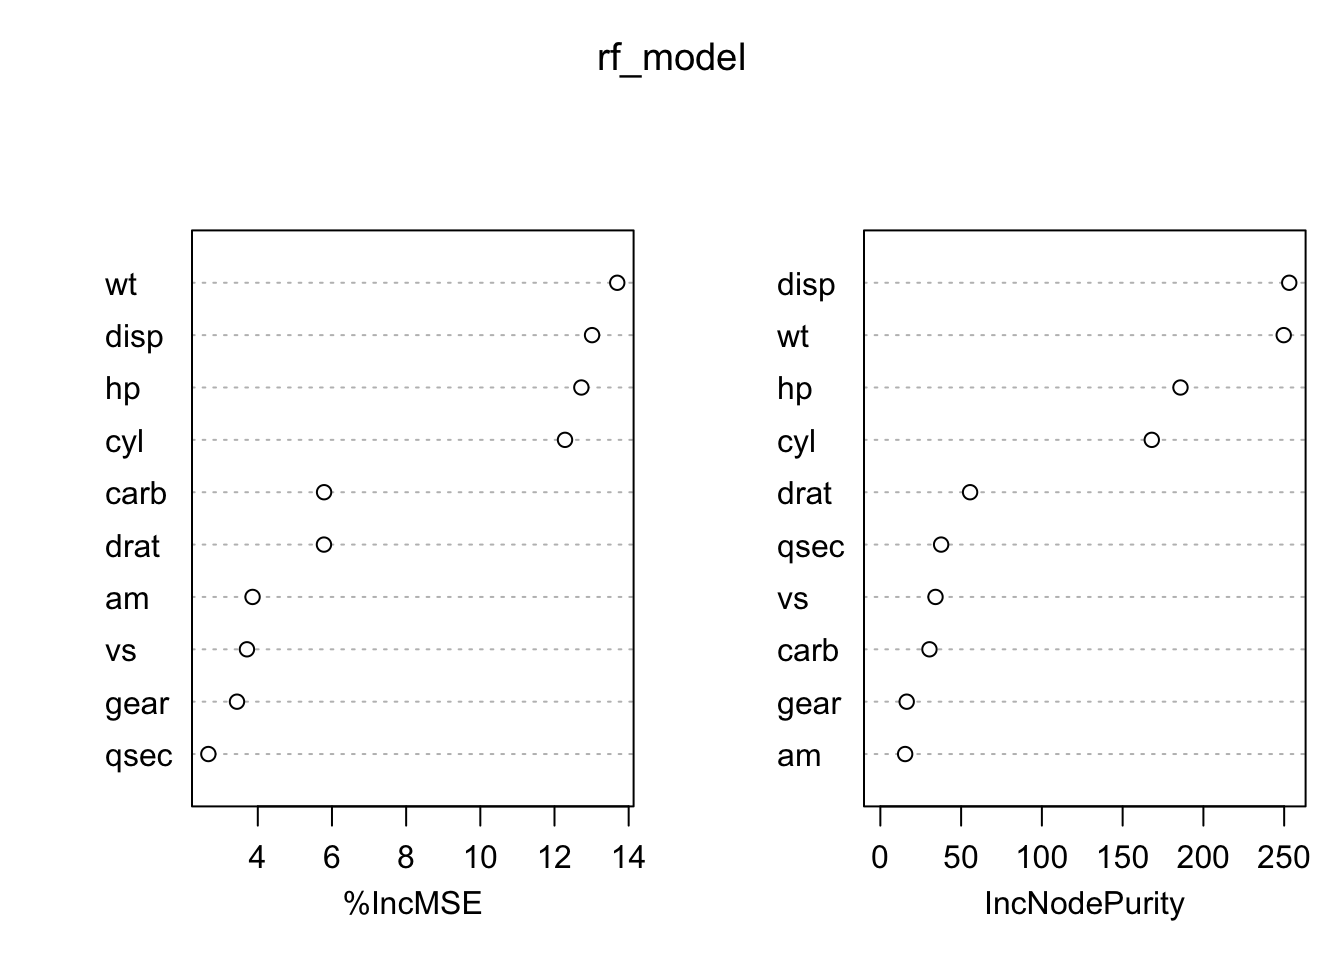 rf_model
wt
disp
hp
cyl
carb
drat
am
vs
gear
qsec
4 6 8 10 12 14
%IncMSE
disp
wt
hp
cyl
drat
qsec
vs
carb
gear
am
0 50 100 150 200 250
IncNodePurity